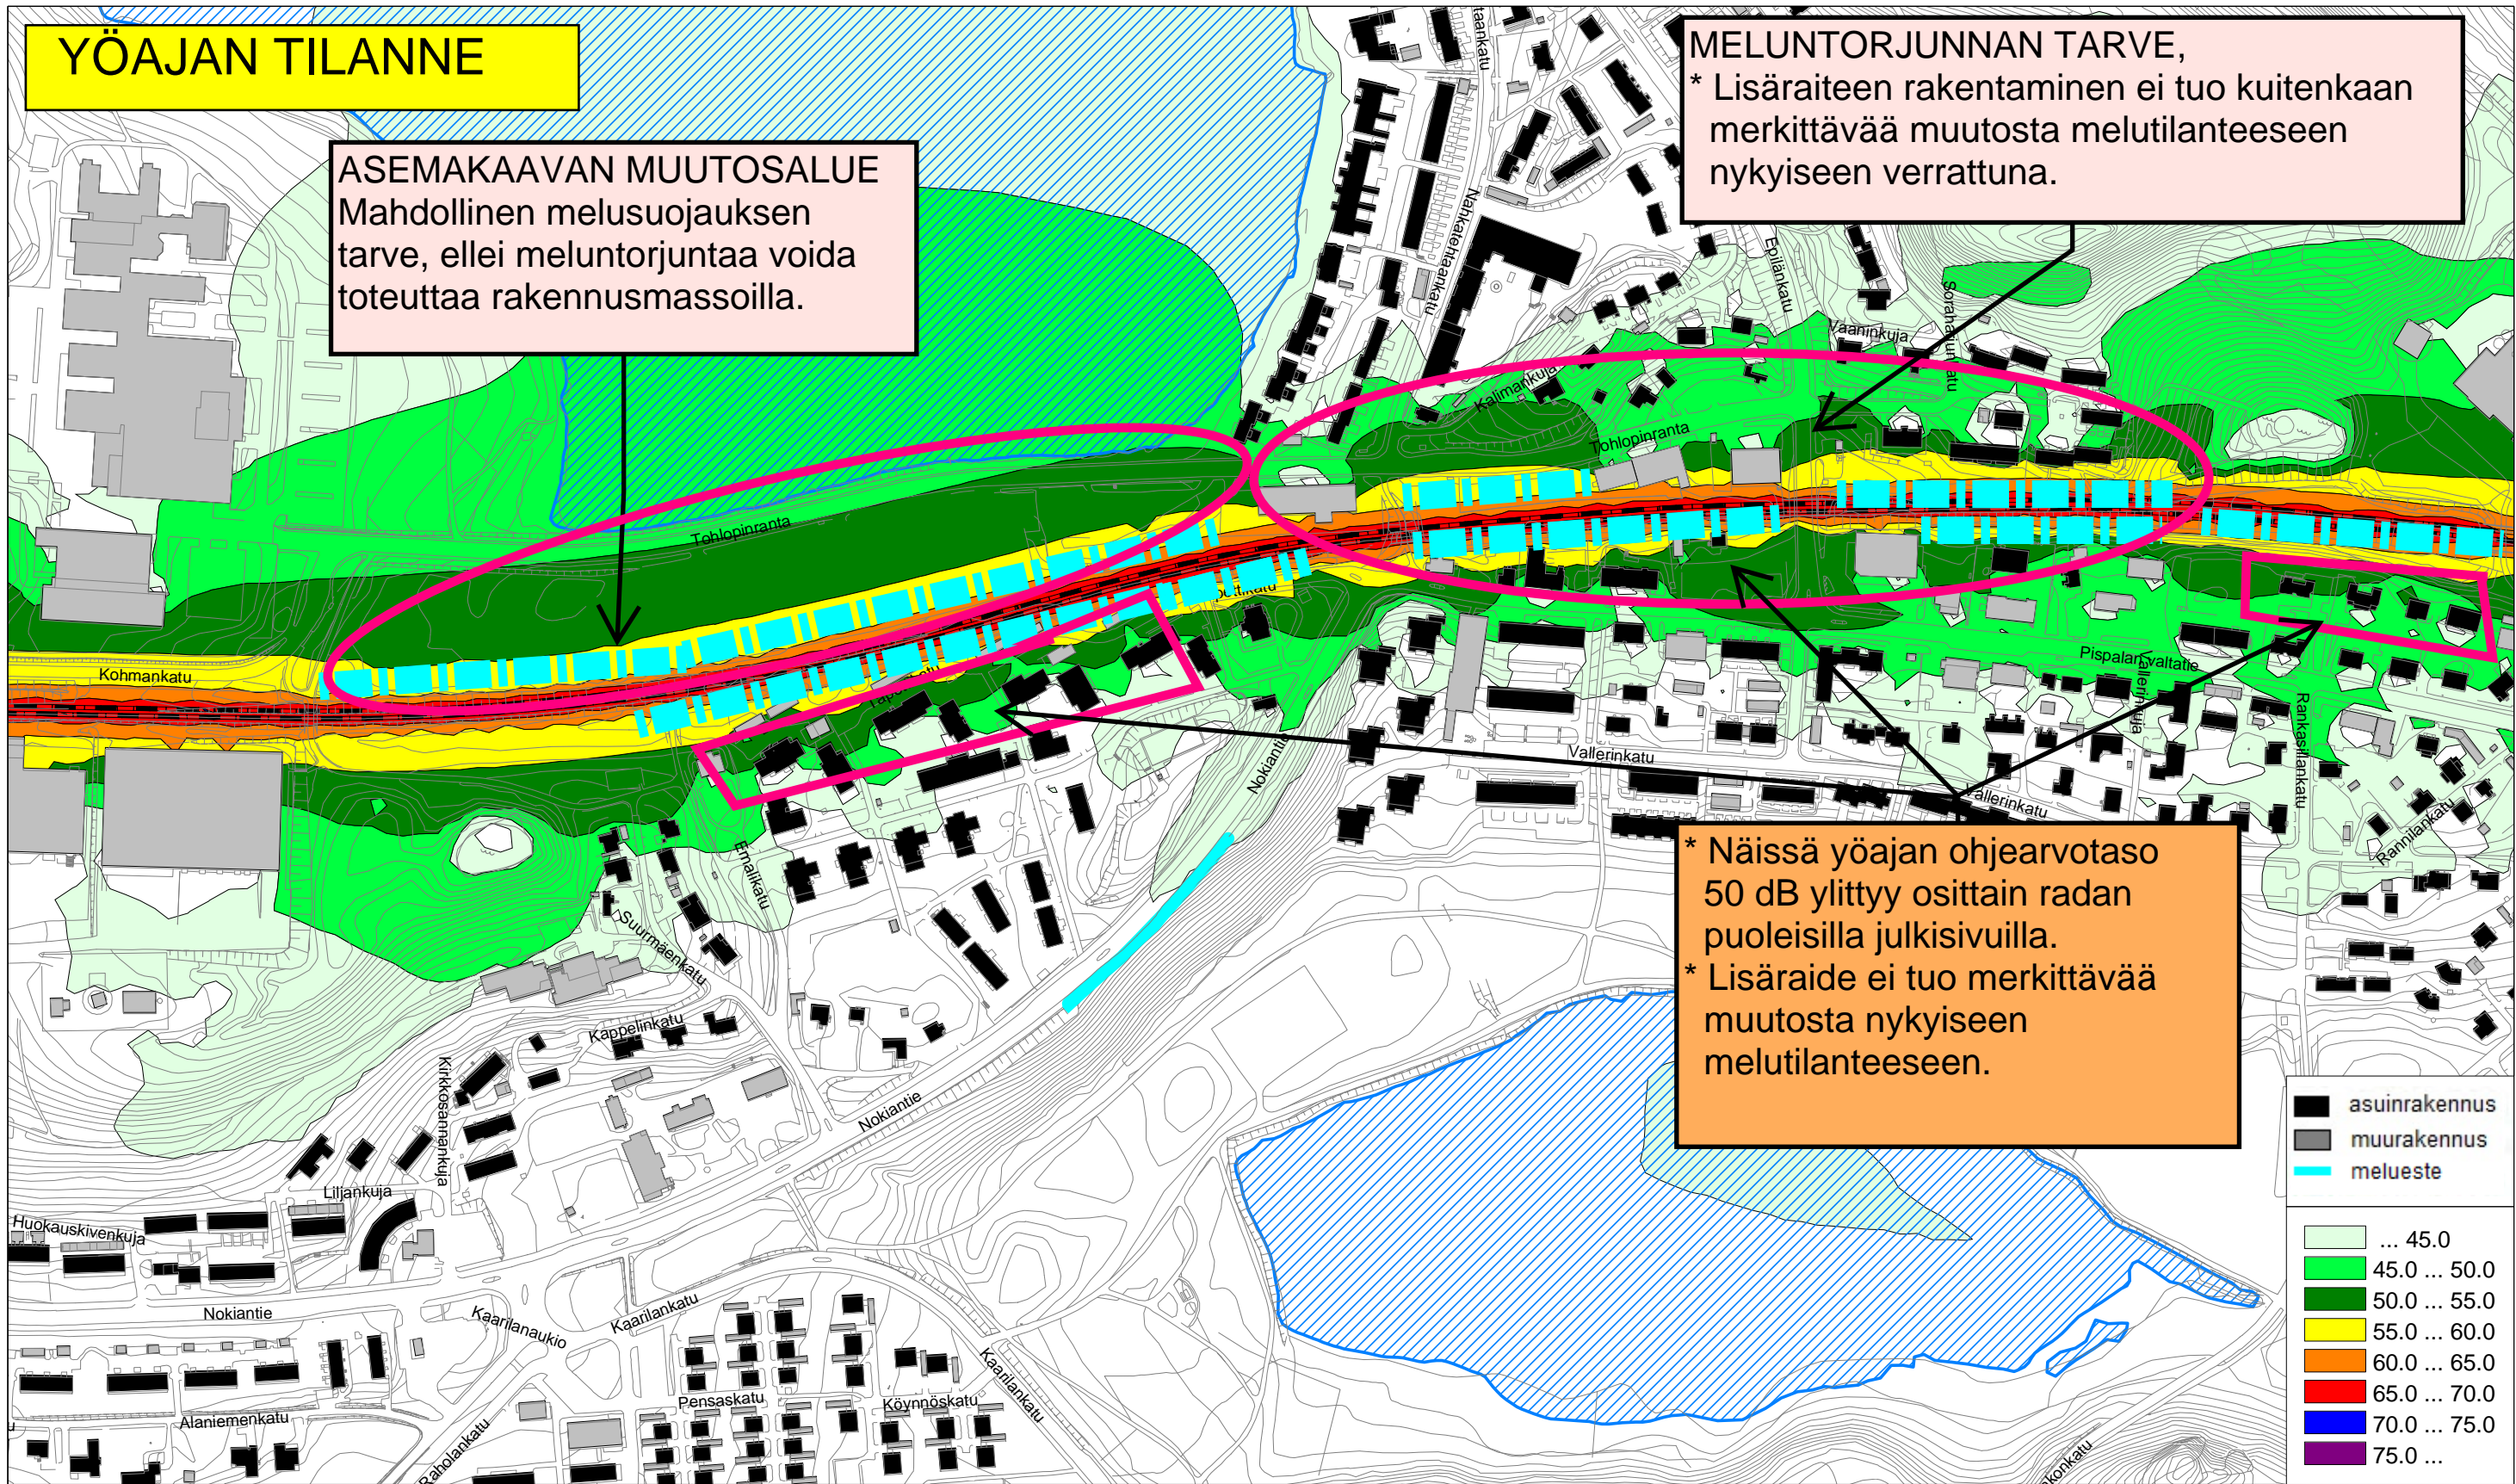 YÖAJAN TILANNE
ASEMAKAAVAN MUUTOSALUE
Mahdollinen melusuojauksen
tarve, ellei meluntorjuntaa voida
toteuttaa rakennusmassoilla.
MELUNTORJUNNAN TARVE,
* Lisäraiteen rakentaminen ei tuo kuitenkaan
merkittävää muutosta melutilanteeseen
nykyiseen verrattuna.
Nahkatehtaankatu
Epilänkatu
Vaaninkuja
Soraharjunkatu
Kalimankuja
Tohlopinranta
Tohlopinranta
Kohmankatu
Pispalan valtatie
Vallerinkuja
Rankasillankatu
Rannilankatu
Vallerinkatu
Vallerinkatu
Nokiantie
Emalikatu
Suurmäenkatu
Kappelinkatu
Kirkkosannankuja
Nokiantie
Liljankuja
Huokauskivenkuja
Nokiantie
Kaarilanaukio
Kaarilankatu
Kaarilankatu
Pensaskatu
Köynnöskatu
Alaniemenkatu
Raholankatu
* Näissä yöajan ohjearvotaso
50 dB ylittyy osittain radan
puoleisilla julkisivuilla.
* Lisäraide ei tuo merkittävää
muutosta nykyiseen
melutilanteeseen.
asuinrakennus
muurakennus
melueste
... 45.0
45.0 ... 50.0
50.0 ... 55.0
55.0 ... 60.0
60.0 ... 65.0
65.0 ... 70.0
70.0 ... 75.0
75.0 ...